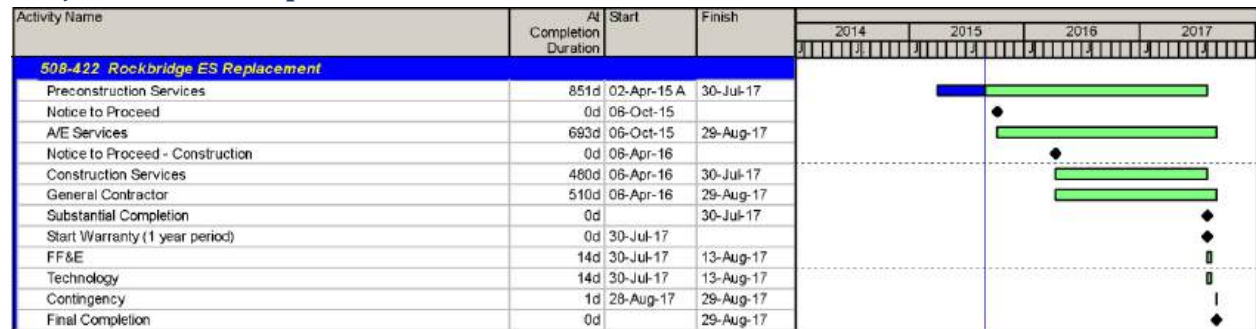 Activity Name At Start Finish
Completion 2014 2015 2016 2017
Duration J J J J J J J J
508-422 Rockbridge ES Replacement
Preconstruction Services 851d 02-Apr-15 A 30-Jul-17
Notice to Proceed 0d 06-Oct-15
A/E Services 693d 06-Oct-15 29-Aug-17
Notice to Proceed - Construction 0d 06-Apr-16
Construction Services 480d 06-Apr-16 30-Jul-17
General Contractor 510d 06-Apr-16 29-Aug-17
Substantial Completion 0d 30-Jul-17
Start Warranty (1 year period) 0d 30-Jul-17
FF&E 14d 30-Jul-17 13-Aug-17
Technology 14d 30-Jul-17 13-Aug-17
Contingency 1d 28-Aug-17 29-Aug-17
Final Completion 0d 29-Aug-17